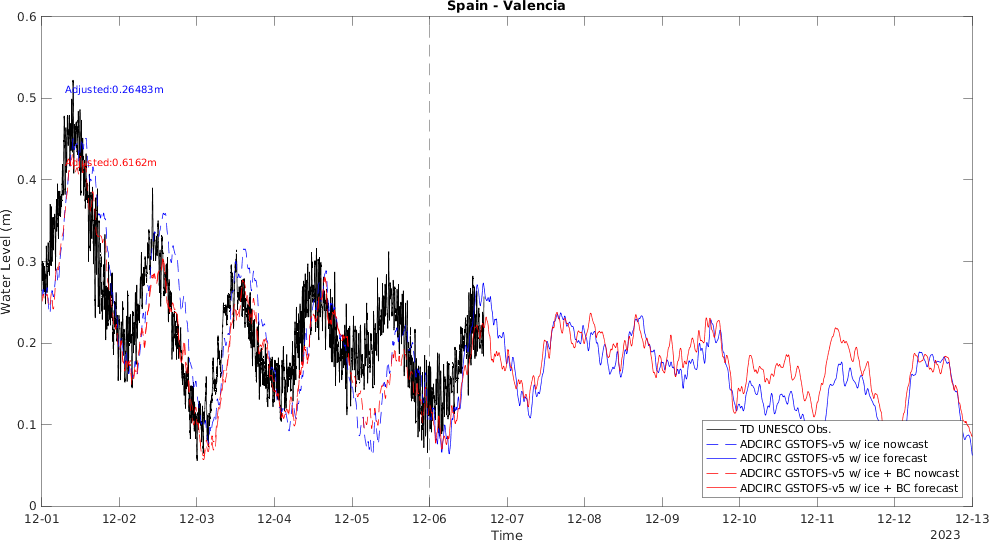 Spain - Valencia
0.6
0.5
0.4
0.3
0.2
0.1
0
Water Level (m)
Adjusted:0.26483m
Adjusted:0.6162m
TD UNESCO Obs.
ADCIRC GSTOFS-v5 w/ ice nowcast
ADCIRC GSTOFS-v5 w/ ice forecast
ADCIRC GSTOFS-v5 w/ ice + BC nowcast
ADCIRC GSTOFS-v5 w/ ice + BC forecast
12-01 12-02 12-03 12-04 12-05 12-06 12-07 12-08 12-09 12-10 12-11 12-12 12-13
Time
2023